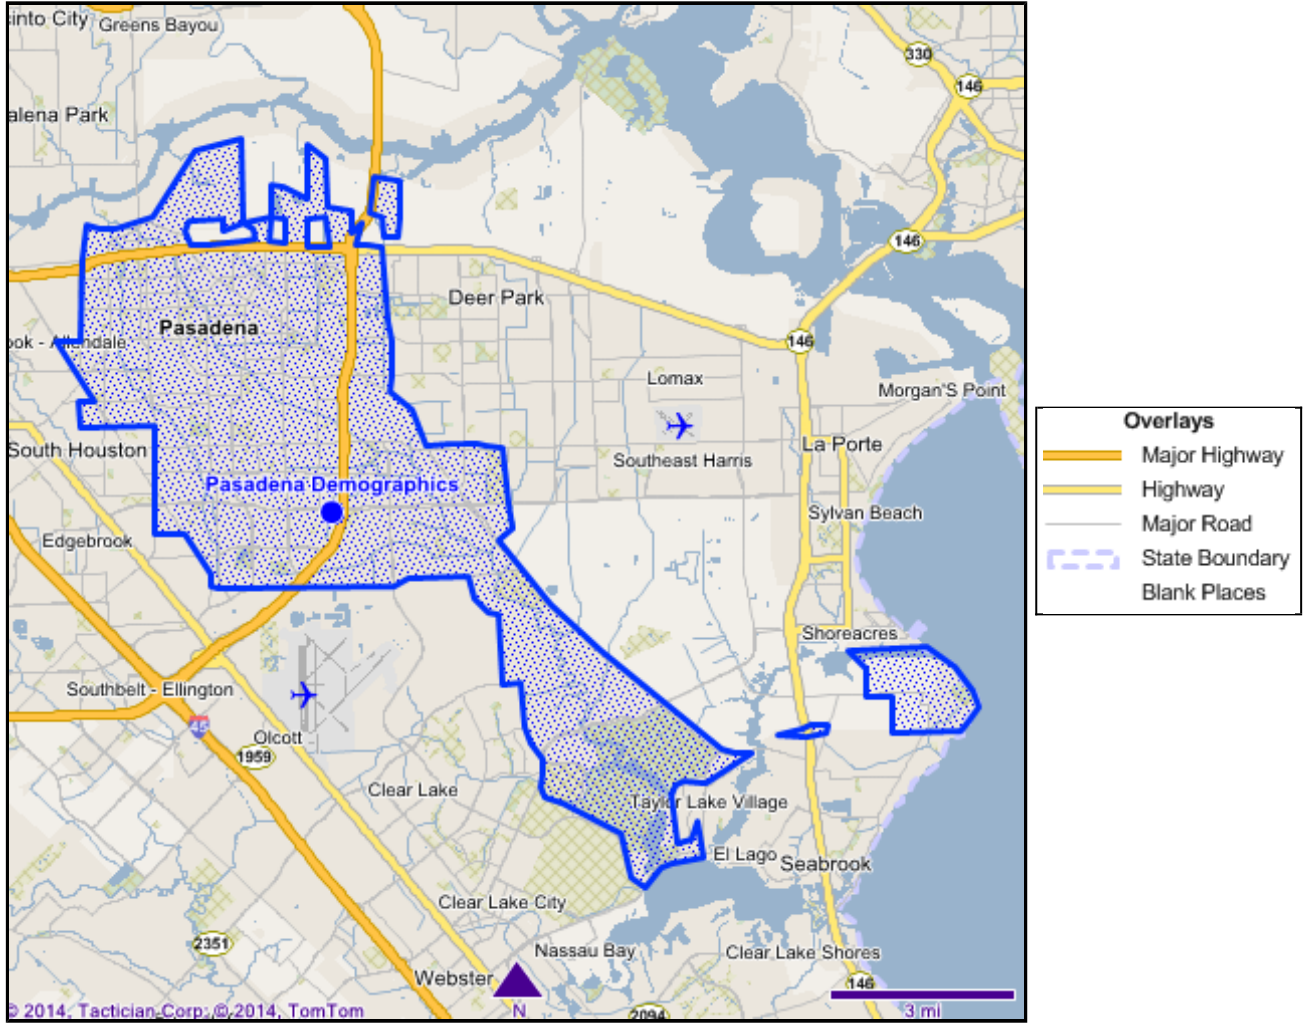 cinto City
Greens Bayou
330
146
alena Park
146
Deer Park
Pasadena
ook - Allendale
146
Lomax
Morgan'S Point
South Houston
La Porte
Southeast Harris
Pasadena Demographics
Sylvan Beach
Edgebrook
Shoreacres
Southbelt - Ellington
45
Olcott
1959
Clear Lake
Taylor Lake Village
El Lago
Seabrook
Clear Lake City
2351
Nassau Bay
Clear Lake Shores
Webster
146
N
3 mi
© 2014, Tactician Corp; © 2014, TomTom
2094
Overlays
Major Highway
Highway
Major Road
State Boundary
Blank Places